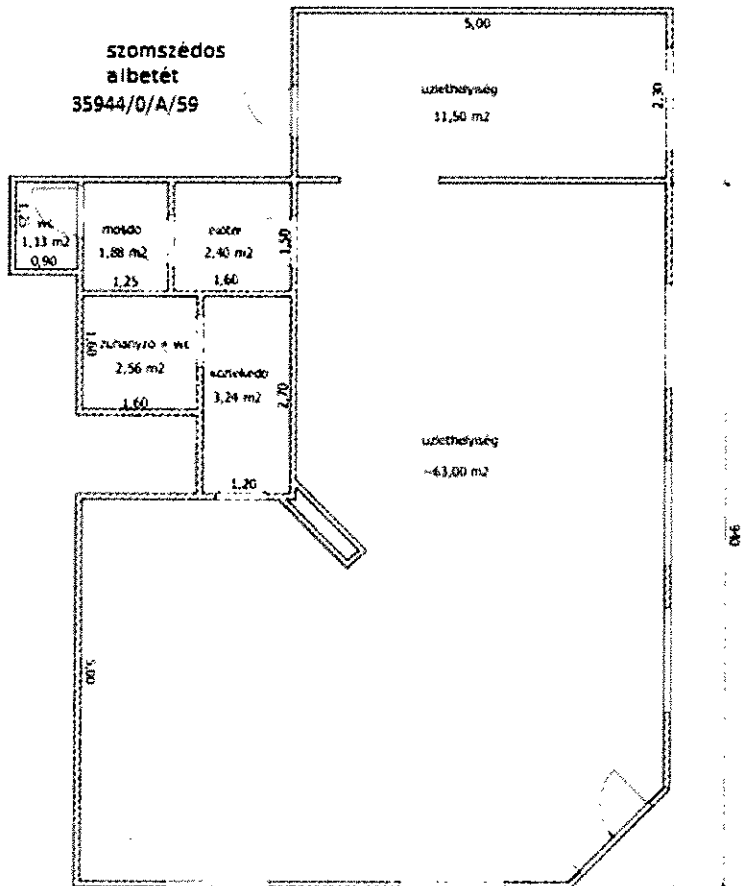 szomszédos
albetét
35944/0/A/59
5,00
üzlethelyiség
11,50 m2
2,30
1,25
wc
1,13 m2
0,90
mosdó
1,88 m2
1,25
előtér
2,40 m2
1,60
1,50
1,60
zuhanyzó + wc
2,56 m2
1,60
közlekedő
3,24 m2
2,70
1,20
üzlethelyiség
~63,00 m2
5,00
9,40